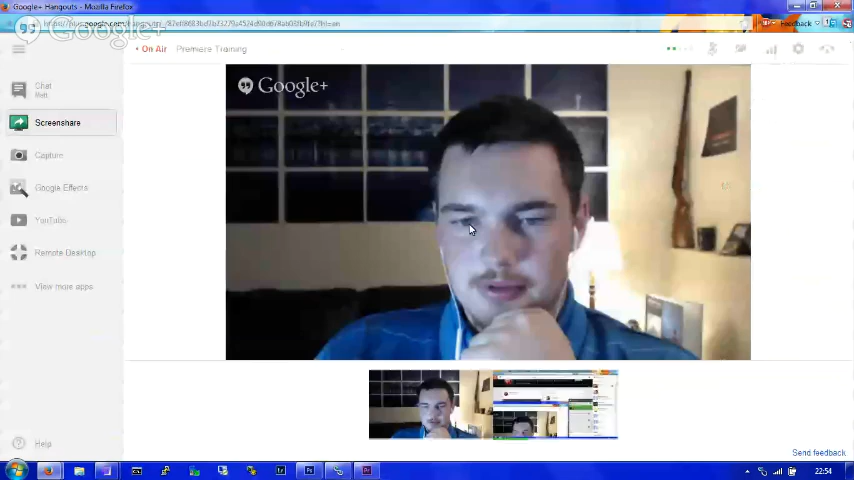 Google+ Hangouts - Mozilla Firefox
Feedback
Google+
On Air
Premiere Training
Chat
Google+
Screenshare
Capture
Google Effects
YouTube
Remote Desktop
View more apps
Help
Send feedback
22:54